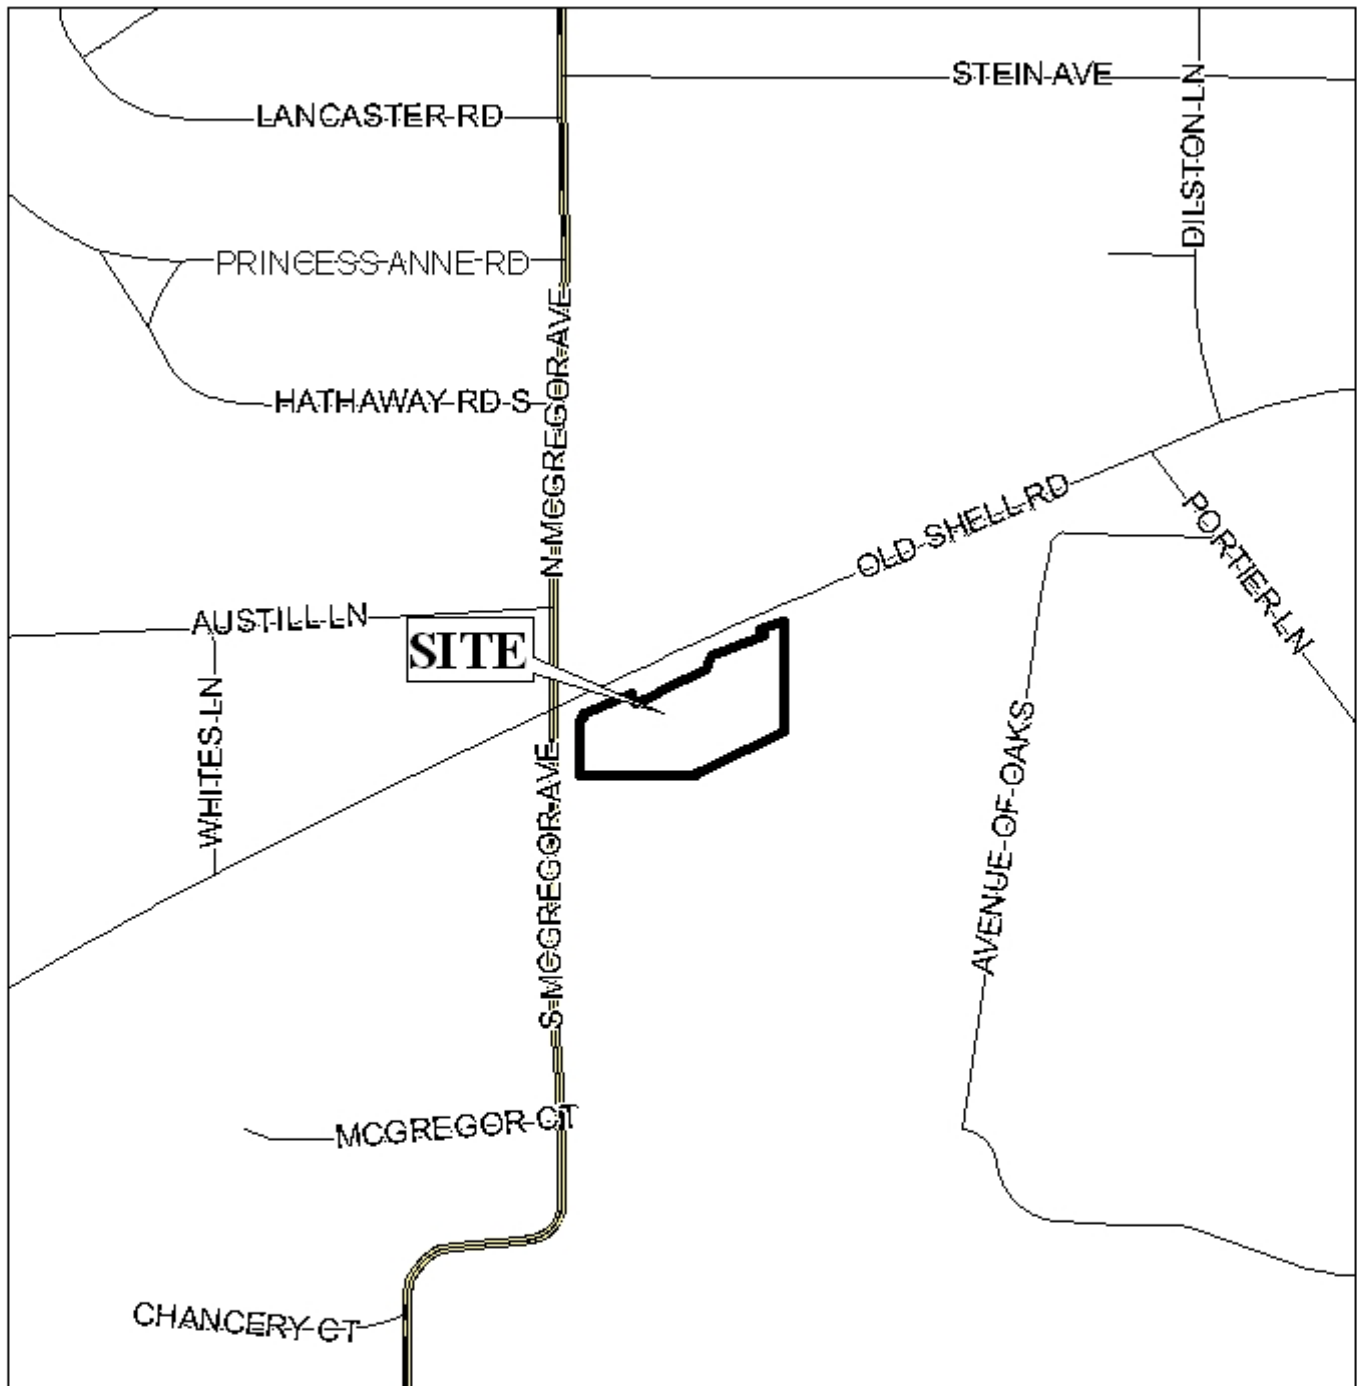 STEIN AVE
LANCASTER RD
DILSTON LN
PRINCESS ANNE RD
N MCGREGOR AVE
HATHAWAY RD S
OLD SHELL RD
PORTIER LN
AUSTILL LN
SITE
WHITES LN
AVENUE OF OAKS
S MCGREGOR AVE
MCGREGOR CT
CHANCERY CT